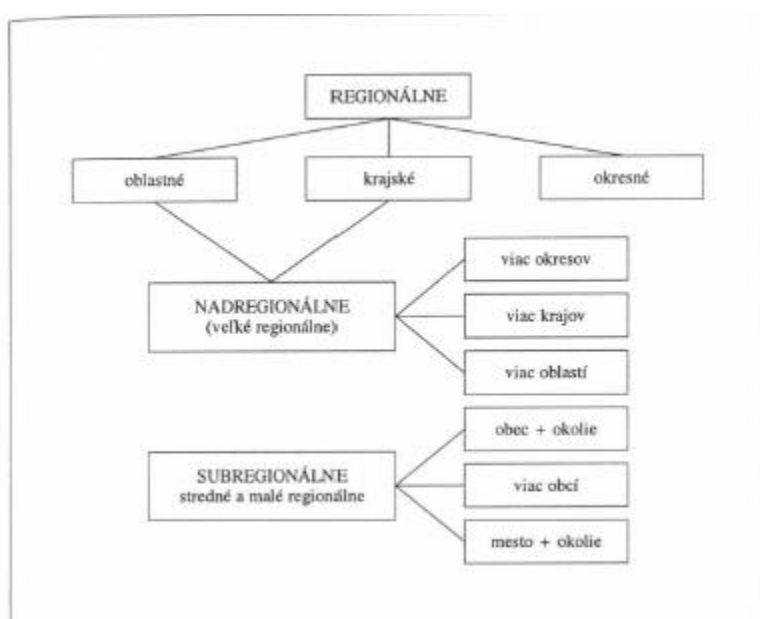 REGIONÁLNE
oblastné
krajské
okresné
viac okresov
NADREGIONÁLNE
(veľké regionálne)
viac krajov
viac oblastí
obec + okolie
SUBREGIONÁLNE
stredné a malé regionálne
viac obcí
mesto + okolie